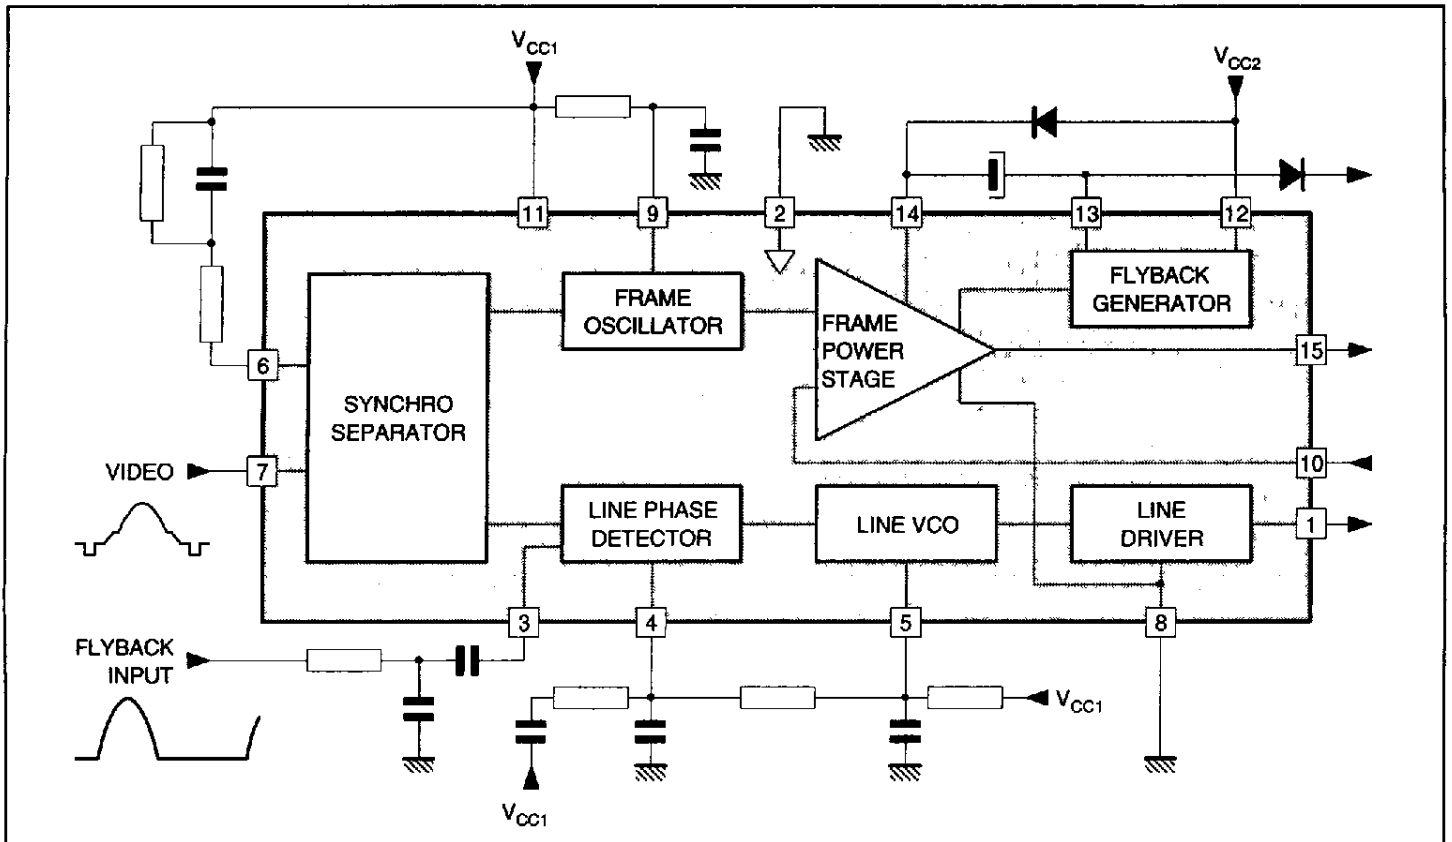 VCC1
VCC2
11
9
2
14
13
12
FRAME
OSCILLATOR
FRAME
POWER
STAGE
FLYBACK
GENERATOR
15
6
SYNCHRO
SEPARATOR
10
VIDEO
7
LINE PHASE
DETECTOR
LINE VCO
LINE
DRIVER
1
3
4
5
8
FLYBACK
INPUT
VCC1
VCC1